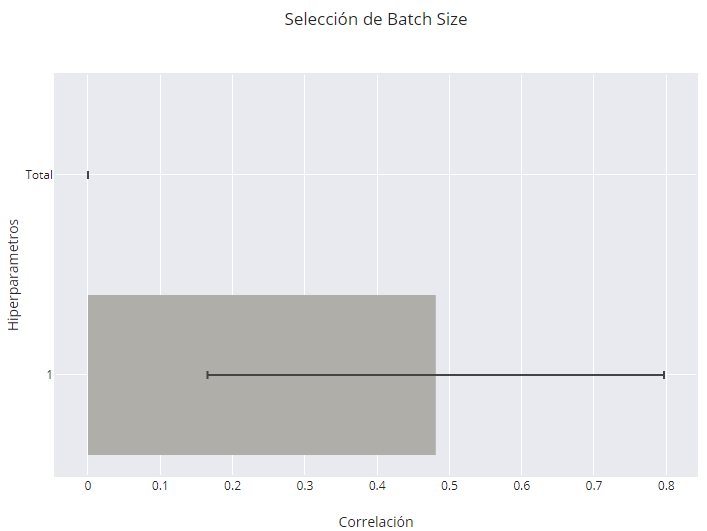 Selección de Batch Size
Hiperparametros
Total
1
0 0.1 0.2 0.3 0.4 0.5 0.6 0.7 0.8
Correlación